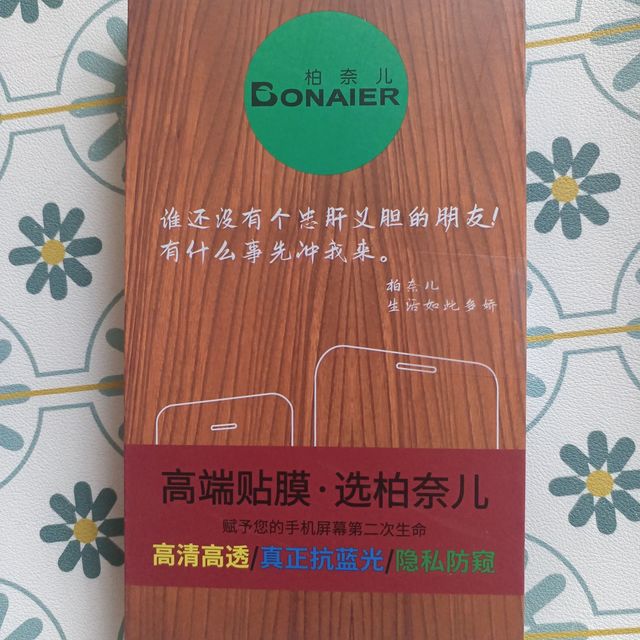 柏奈儿
BONAIER
谁还没有个忠肝义胆的朋友!
有什么事先冲我来。
柏奈儿
生活如此多娇
高端贴膜·选柏奈儿
赋予您的手机屏幕第二次生命
高清高透/真正抗蓝光/隐私防窥